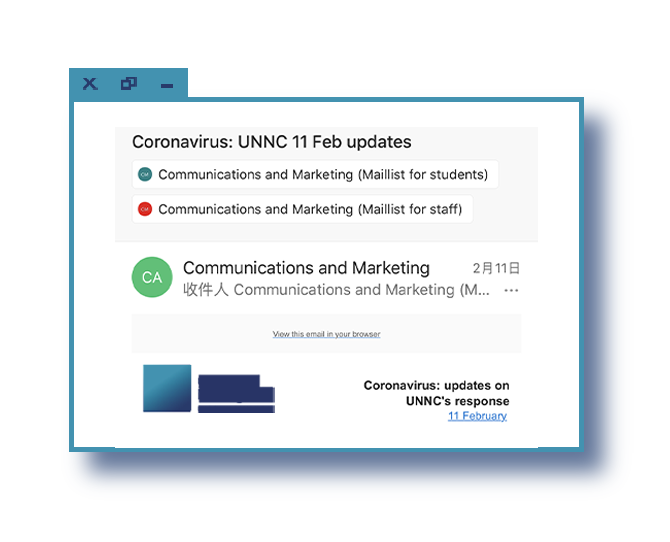 Coronavirus: UNNC 11 Feb updates
CM Communications and Marketing (Maillist for students)
CM Communications and Marketing (Maillist for staff)
CA Communications and Marketing 2月11日
收件人 Communications and Marketing (M... ...
View this email in your browser
Coronavirus: updates on
UNNC's response
11 February